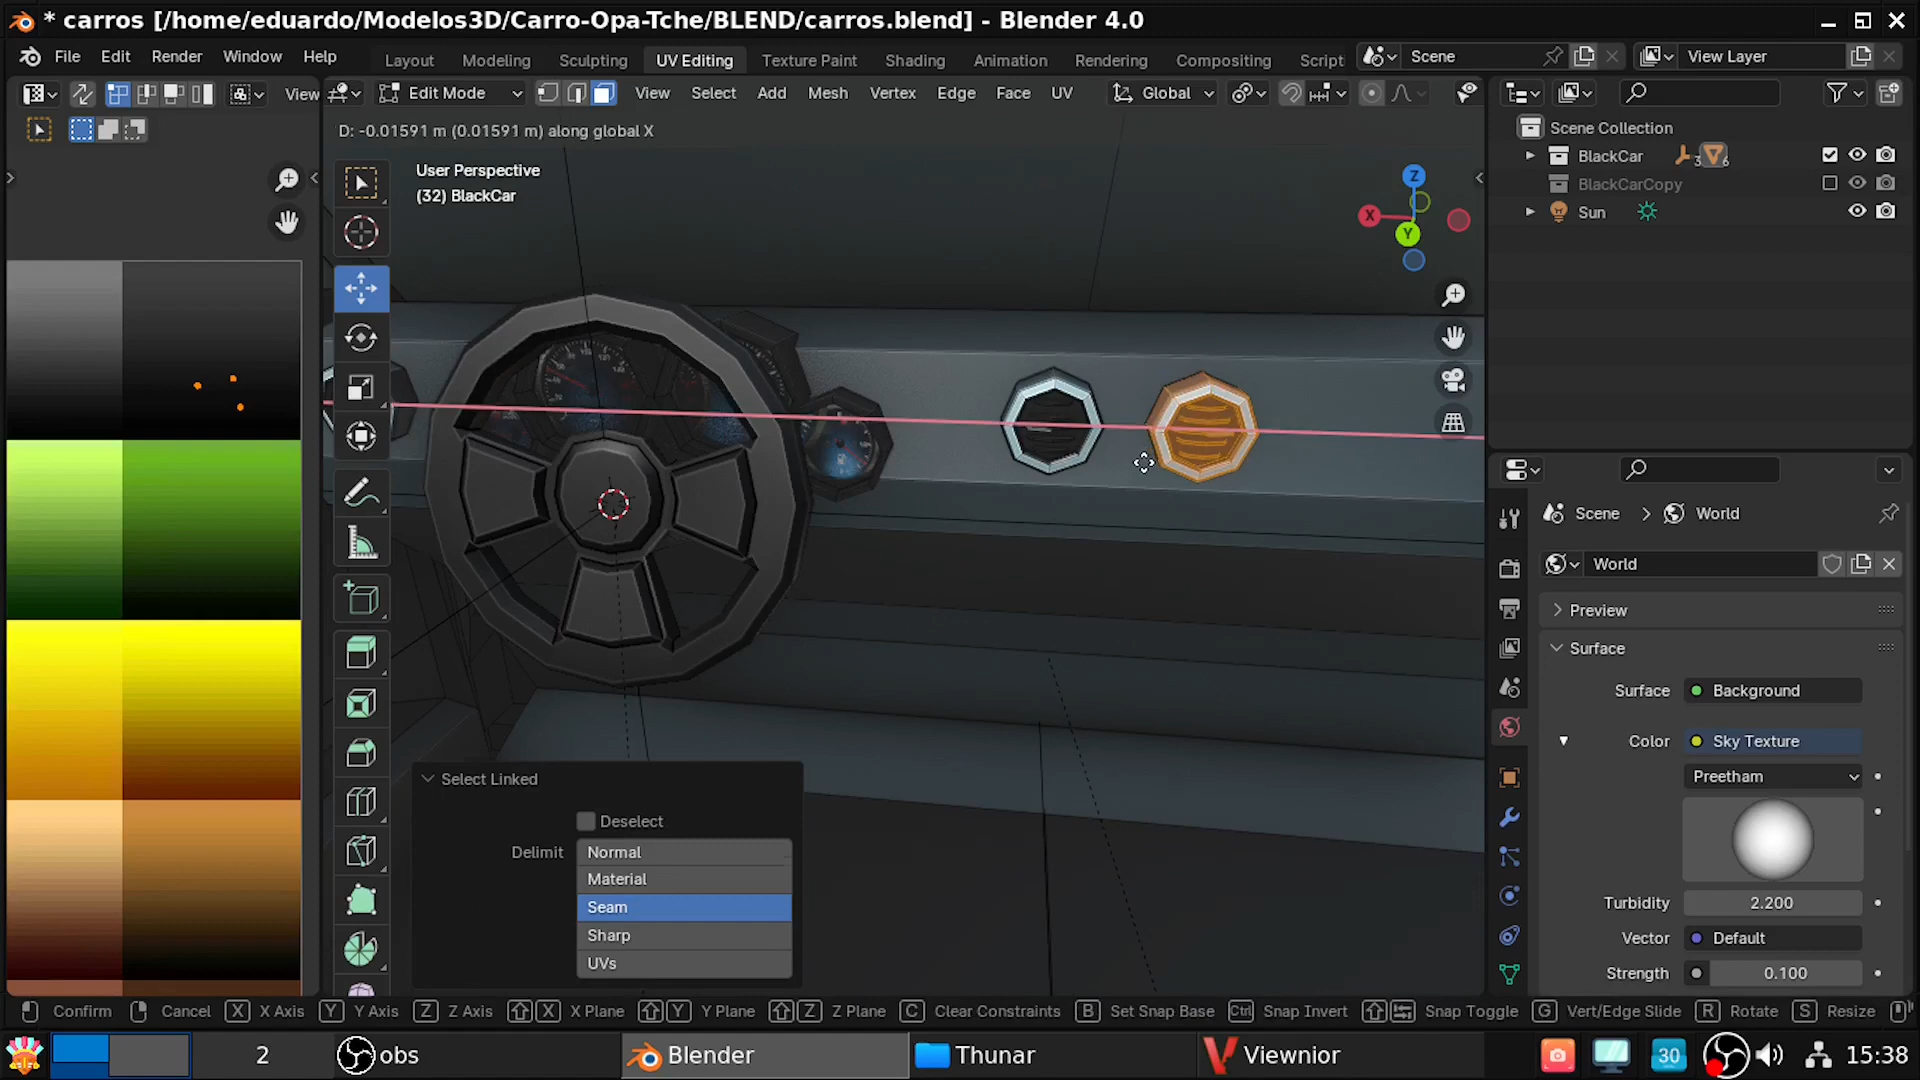 * carros [/home/eduardo/Modelos3D/Carro-Opa-Tche/BLEND/carros.blend] - Blender 4.0
File Edit Render Window Help Layout Modeling Sculpting UV Editing Texture Paint Shading Animation Rendering Compositing Script Scene View Layer
View Edit Mode View Select Add Mesh Vertex Edge Face UV Global
D: -0.01591 m (0.01591 m) along global X
Scene Collection
BlackCar 3 6
BlackCarCopy
Sun
User Perspective
(32) BlackCar
Z
X
Y
Scene > World
World
Preview
Surface
Surface Background
Color Sky Texture
Preetham
Turbidity 2.200
Vector Default
Strength 0.100
Select Linked
Deselect
Delimit Normal
Material
Seam
Sharp
UVs
Confirm Cancel X X Axis Y Y Axis Z Z Axis X X Plane Y Y Plane Z Z Plane C Clear Constraints B Set Snap Base Ctrl Snap Invert Snap Toggle G Vert/Edge Slide R Rotate S Resize
2 obs Blender Thunar Viewnior 30 15:38